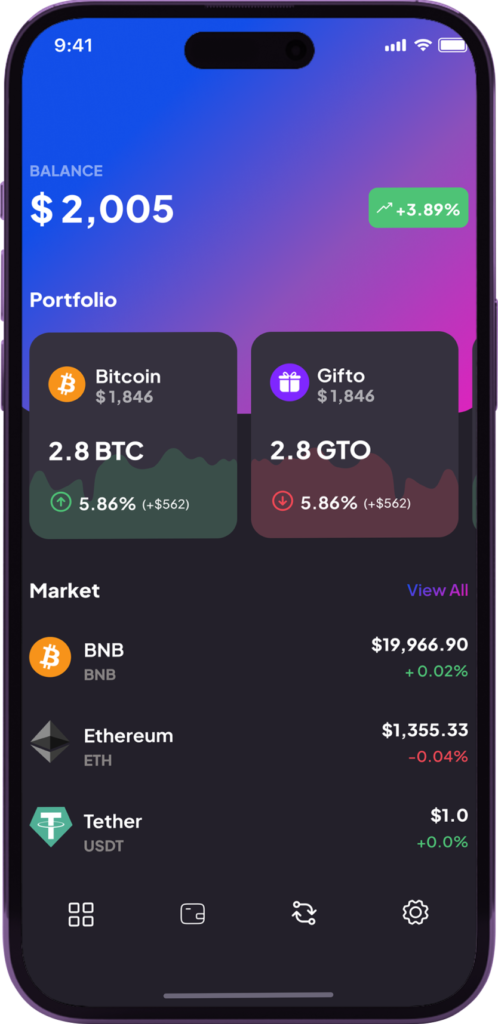 9:41
BALANCE
$ 2,005
+3.89%
Portfolio
Bitcoin
$1,846
2.8 BTC
5.86% (+$562)
Gifto
$1,846
2.8 GTO
5.86% (+$562)
Market
View All
BNB
BNB
$19,966.90
+ 0.02%
Ethereum
ETH
$1,355.33
-0.04%
Tether
USDT
$1.0
+0.0%